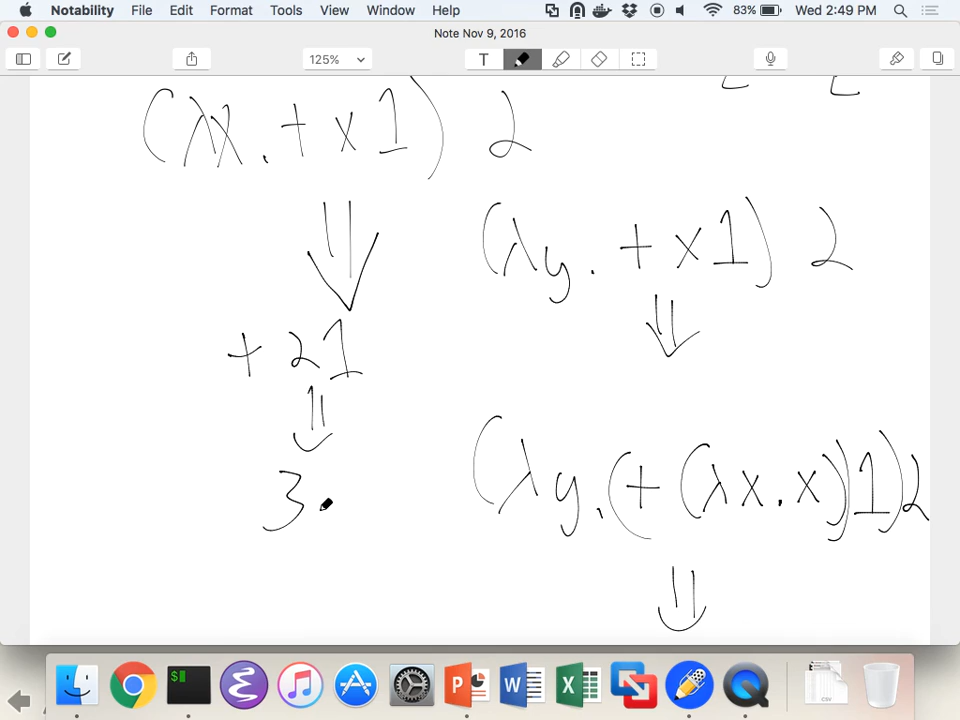 Notability File Edit Format View Window Help 83% Wed 2:49 PM
Note Nov 9, 2016
125% T
(λx. + x 1) 2
⇓
(λy. + x 1) 2
⇓
+ 2 1
⇓
(λy. (+ (λx. x) 1) 2
3
⇓
$ P W X CSV